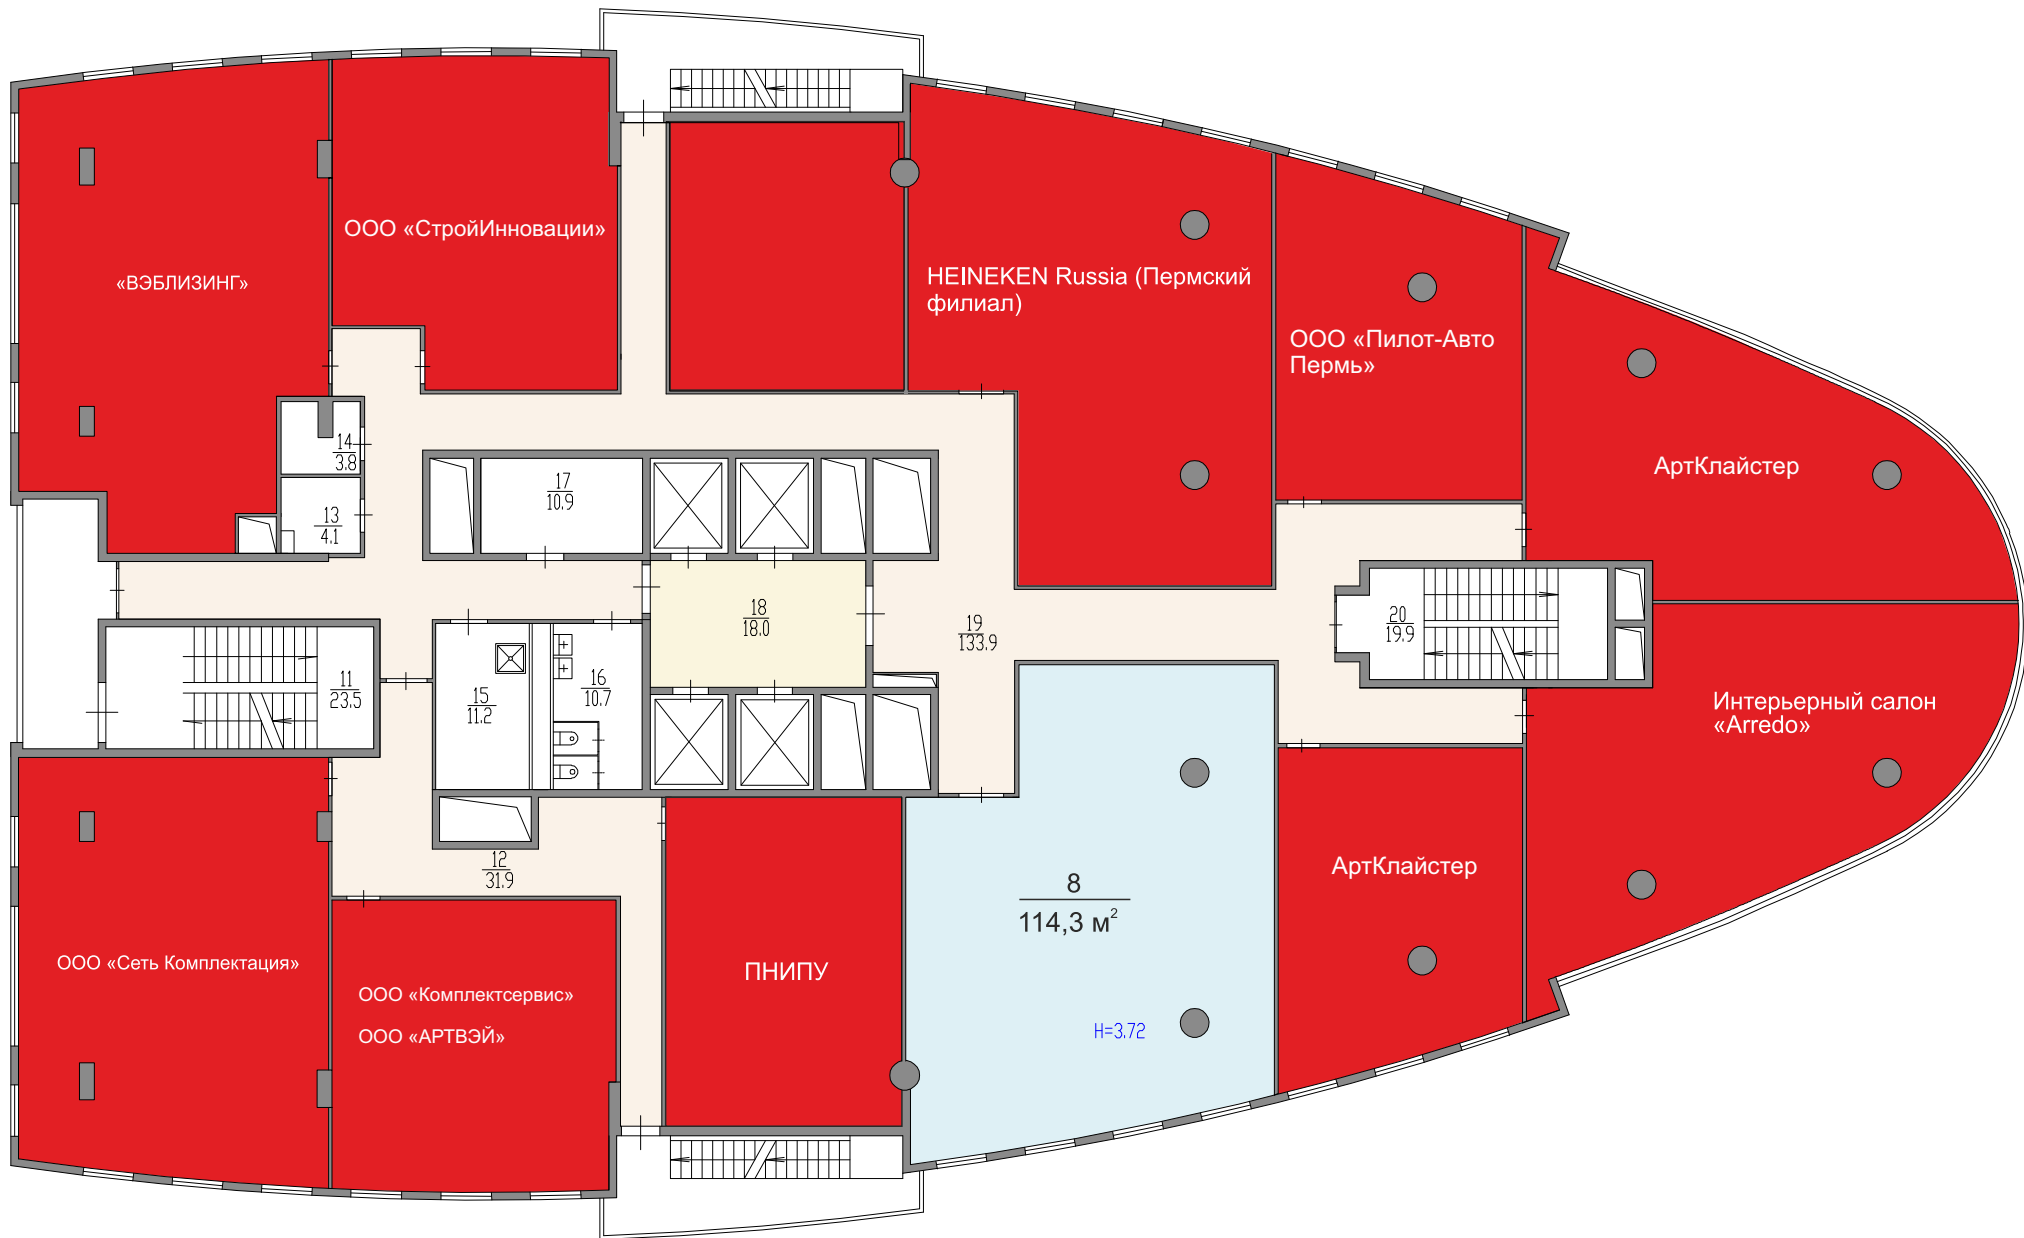 ООО «СтройИнновации»
«ВЭБЛИЗИНГ»
HEINEKEN Russia (Пермский
филиал)
ООО «Пилот-Авто
Пермь»
АртКлайстер
14
3.8
13
4.1
17
10.9
18
18.0
19
133.9
20
19.9
11
23.5
15
11.2
16
10.7
Интерьерный салон
«Arredo»
12
31.9
8
114,3 м²
АртКлайстер
ООО «Сеть Комплектация»
ПНИПУ
ООО «Комплектсервис»
ООО «АРТВЭЙ»
H=3.72